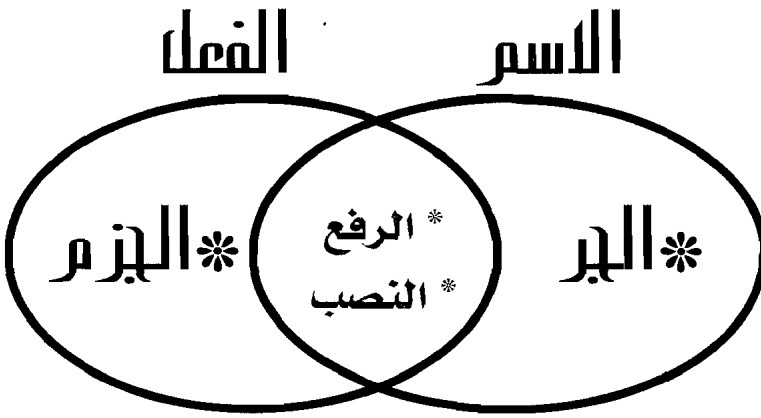 الاسم
الفعل
* الجر
* الرفع
* النصب
* الجزم